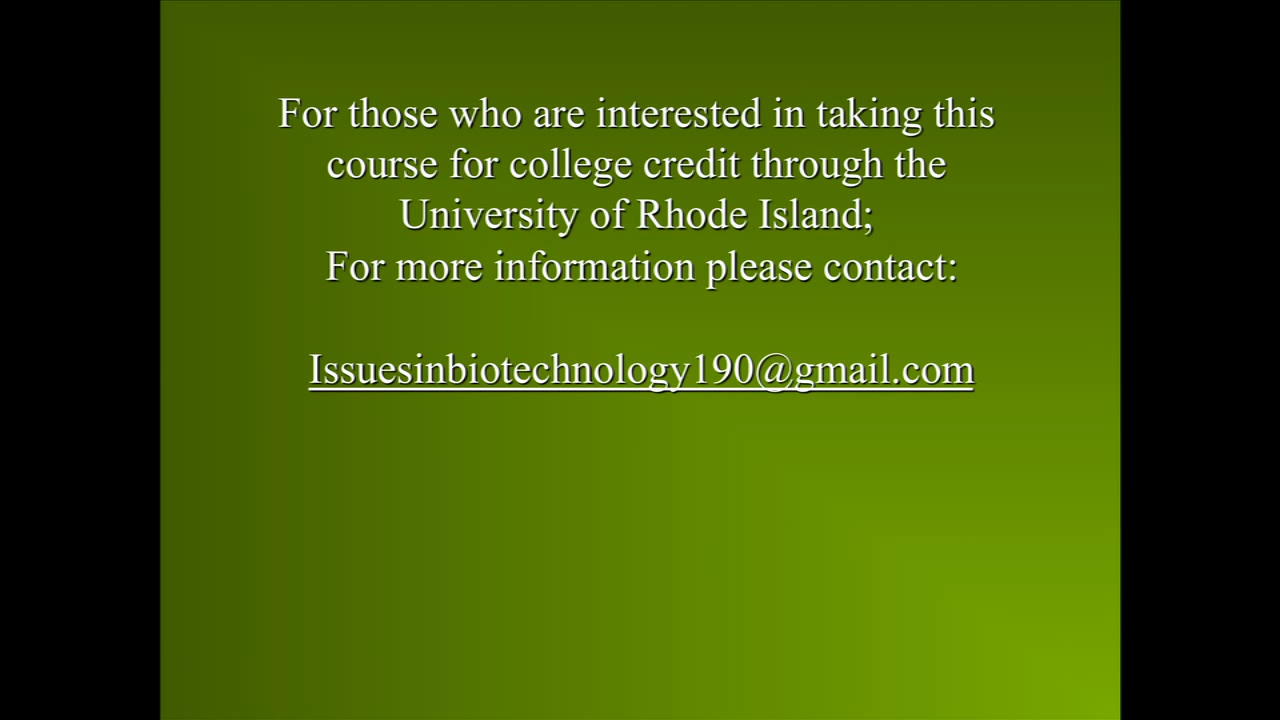 For those who are interested in taking this
course for college credit through the
University of Rhode Island;
For more information please contact:
Issuesinbiotechnology190@gmail.com